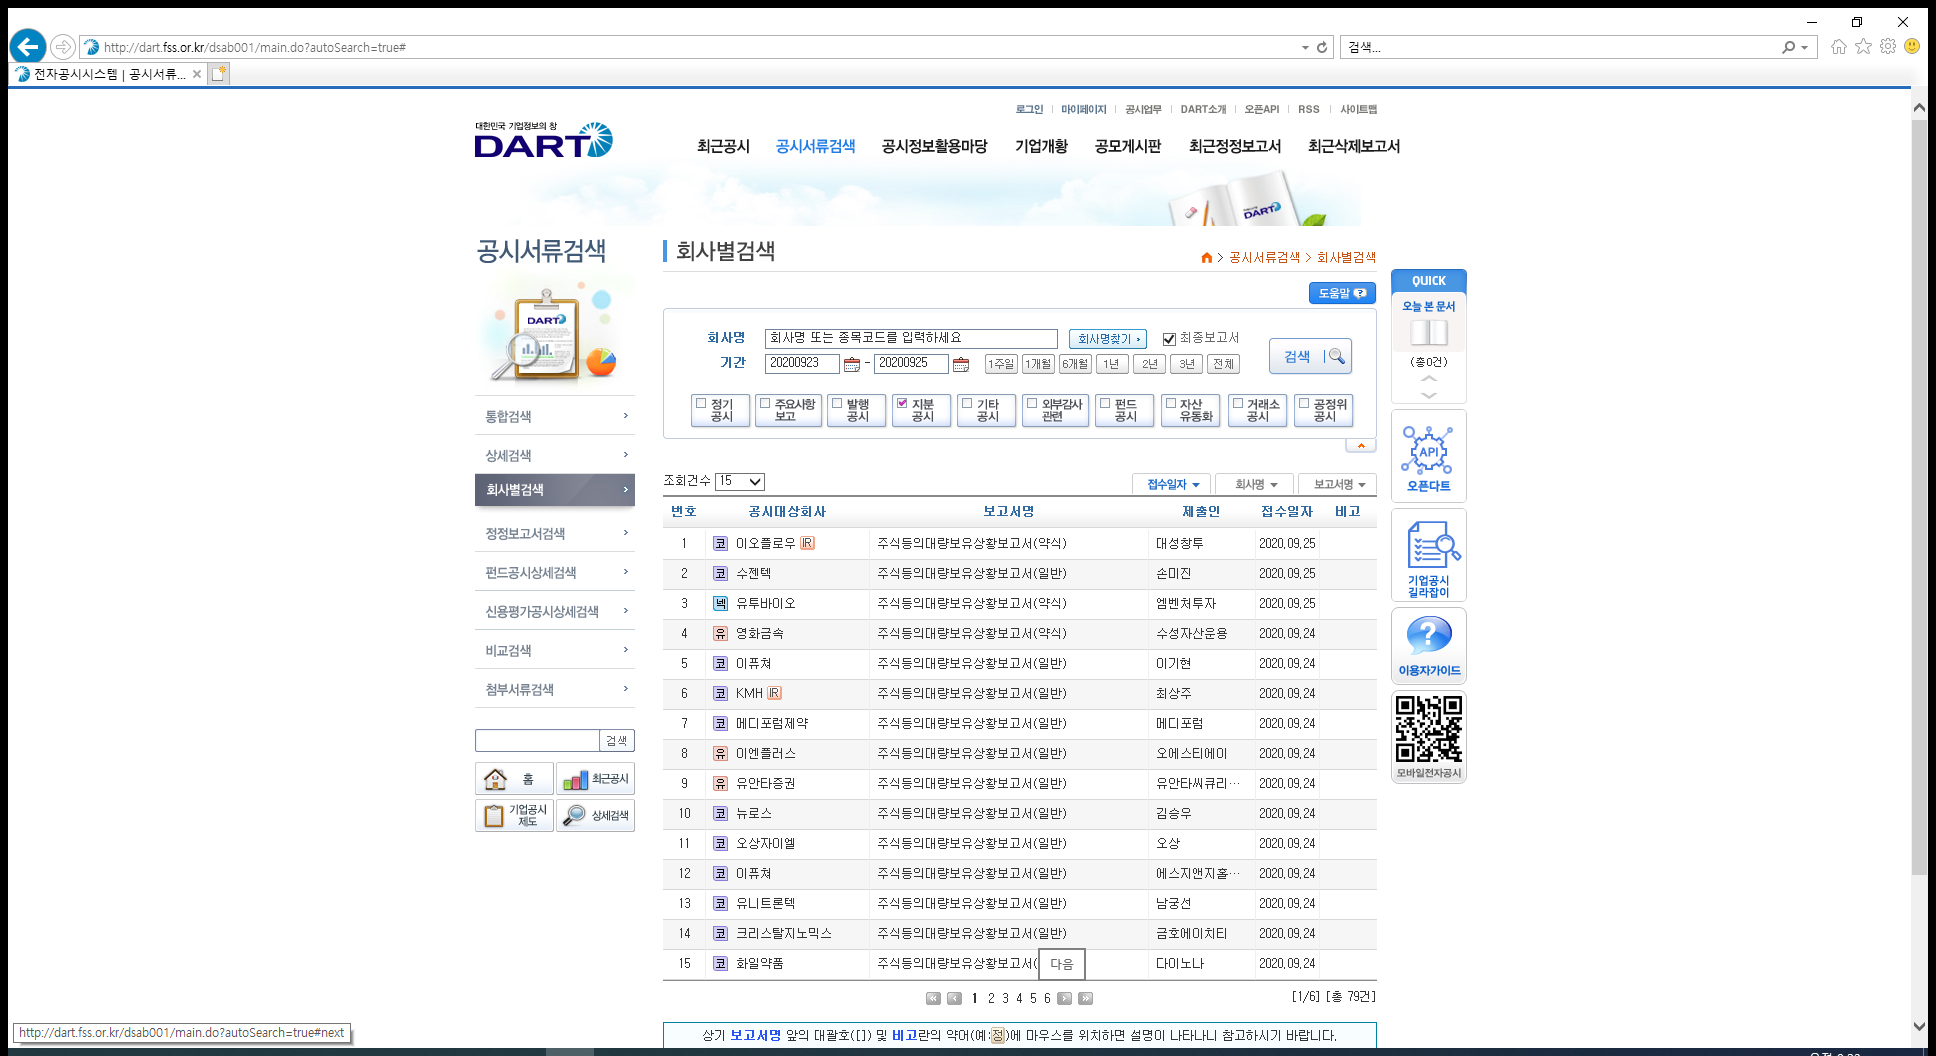 http://dart.fss.or.kr/dsab001/main.do?autoSearch=true#
검색...
전자공시시스템 | 공시서류...
로그인 마이페이지 공시업무 DART소개 오픈API RSS 사이트맵
대한민국 기업정보의 창
DART
최근공시 공시서류검색 공시정보활용마당 기업개황 공모게시판 최근정정보고서 최근삭제보고서
DART
공시서류검색
DART
통합검색
상세검색
회사별검색
정정보고서검색
펀드공시상세검색
신용평가공시상세검색
비교검색
첨부서류검색
검색
홈 최근공시
기업공시
제도
상세검색
회사별검색
> 공시서류검색 > 회사별검색
도움말 ?
회사명 회사명 또는 종목코드를 입력하세요 회사명찾기 최종보고서
기간 20200923 - 20200925 1주일 1개월 6개월 1년 2년 3년 전체
검색
정기
공시
주요사항
보고
발행
공시
지분
공시
기타
공시
외부감사
관련
펀드
공시
자산
유동화
거래소
공시
공정위
공시
조회건수 15 접수일자 회사명 보고서명
번호 공시대상회사 보고서명 제출인 접수일자 비고
1 코 이오플로우 IR 주식등의대량보유상황보고서(약식) 대성창투 2020.09.25
2 코 수젠텍 주식등의대량보유상황보고서(일반) 손미진 2020.09.25
3 넥 유투바이오 주식등의대량보유상황보고서(약식) 엠벤처투자 2020.09.25
4 유 영화금속 주식등의대량보유상황보고서(약식) 수성자산운용 2020.09.24
5 코 이퓨쳐 주식등의대량보유상황보고서(일반) 이기현 2020.09.24
6 코 KMH IR 주식등의대량보유상황보고서(일반) 최상주 2020.09.24
7 코 메디포럼제약 주식등의대량보유상황보고서(일반) 메디포럼 2020.09.24
8 유 이엔플러스 주식등의대량보유상황보고서(일반) 오에스티에이 2020.09.24
9 유 유안타증권 주식등의대량보유상황보고서(일반) 유안타씨큐리… 2020.09.24
10 코 뉴로스 주식등의대량보유상황보고서(일반) 김승우 2020.09.24
11 코 오상자이엘 주식등의대량보유상황보고서(일반) 오상 2020.09.24
12 코 이퓨쳐 주식등의대량보유상황보고서(일반) 에스지앤지홀… 2020.09.24
13 코 유니트론텍 주식등의대량보유상황보고서(일반) 남궁선 2020.09.24
14 코 크리스탈지노믹스 주식등의대량보유상황보고서(일반) 금호에이치티 2020.09.24
15 코 화일약품 주식등의대량보유상황보고서( 다음 다이노나 2020.09.24
1 2 3 4 5 6 [1/6] [총 79건]
상기 보고서명 앞의 대괄호([]) 및 비고란의 약어(예:정)에 마우스를 위치하면 설명이 나타나니 참고하시기 바랍니다.
QUICK
오늘 본 문서
(총0건)
API
오픈다트
기업공시
길라잡이
?
이용자가이드
모바일전자공시
http://dart.fss.or.kr/dsab001/main.do?autoSearch=true#next